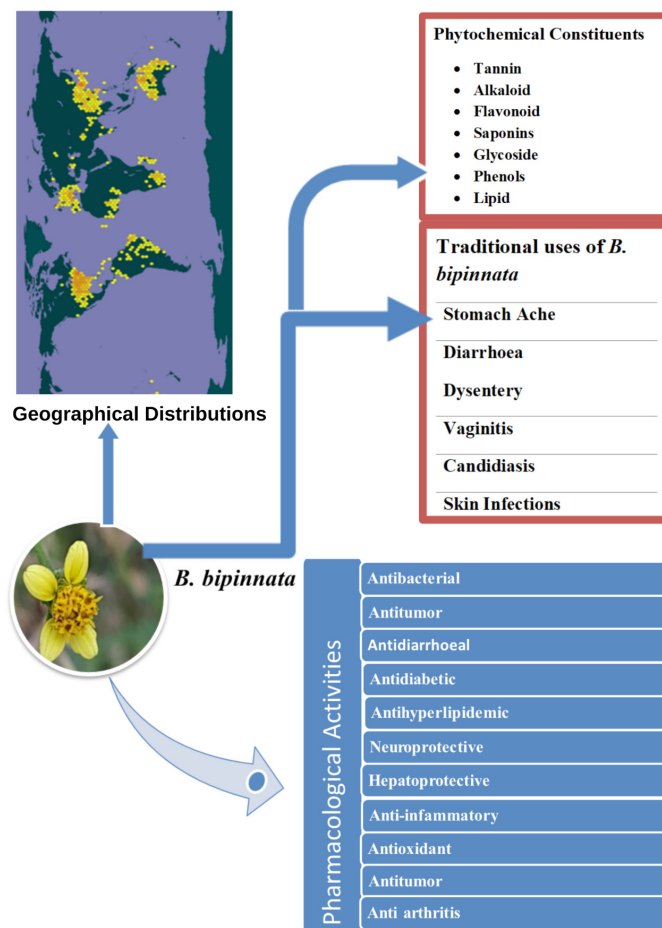 Phytochemical Constituents
Tannin
Alkaloid
Flavonoid
Saponins
Glycoside
Phenols
Lipid
Traditional uses of B.
bipinnata
Stomach Ache
Diarrhoea
Dysentery
Vaginitis
Candidiasis
Skin Infections
Geographical Distributions
B. bipinnata
Pharmacological Activities
Antibacterial
Antitumor
Antidiarrhoeal
Antidiabetic
Antihyperlipidemic
Neuroprotective
Hepatoprotective
Anti-infammatory
Antioxidant
Antitumor
Anti arthritis